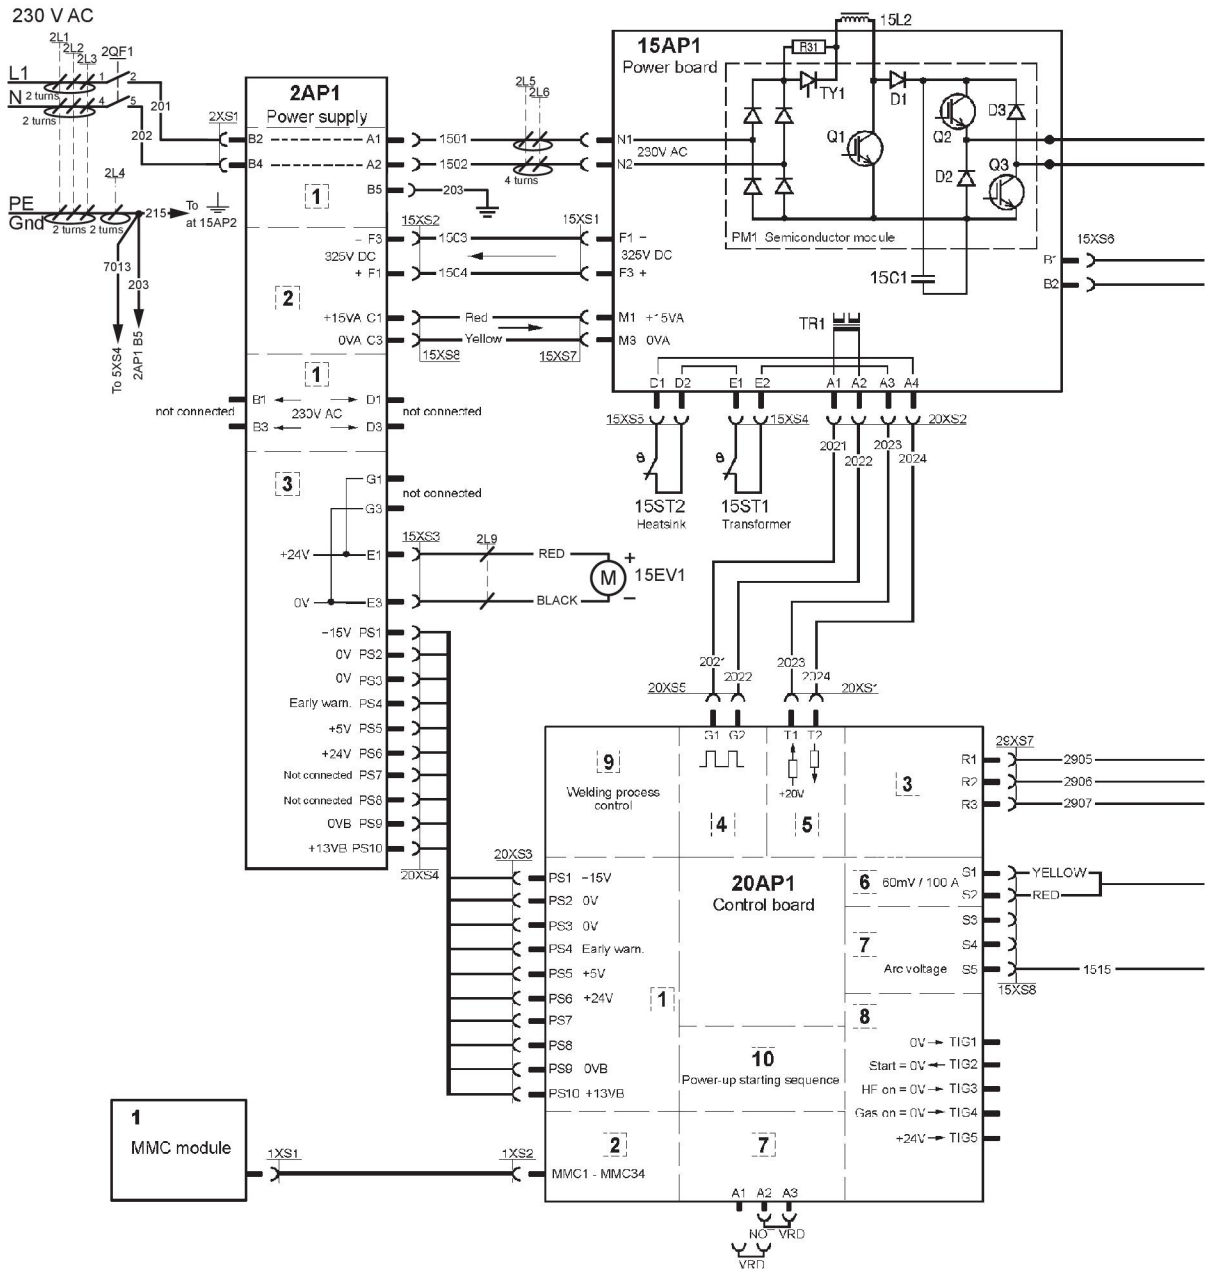 230 V AC
2L1
2L2
2L3
2QF1
L1
1
2
N
2 turns
4
5
201
2 turns
202
2XS1
PE
Gnd
2L4
2 turns
2 turns
215
To
at 15AP2
7013
203
To 5XS4
2AP1 B5
2AP1
Power supply
B2
A1
B4
A2
B5
1
1501
1502
203
2L5
2L6
4 turns
15XS2
15XS1
– F3
325V DC
+ F1
1503
1504
2
+15VA C1
0VA C3
Red
Yellow
15XS8
15XS7
1
B1
D1
not connected
230V AC
not connected
B3
D3
3
G1
not connected
G3
+24V
E1
0V
E3
15XS3
2L9
RED
BLACK
M
+
–
15EV1
–15V PS1
0V PS2
0V PS3
Early warn. PS4
+5V PS5
+24V PS6
Not connected PS7
Not connected PS8
0VB PS9
+13VB PS10
20XS4
15AP1
Power board
15L2
R31
TY1
D1
Q1
Q2
D3
D2
Q3
N1
N2
230V AC
PM1 Semiconductor module
F1 –
325V DC
F3 +
15C1
15XS6
B1
B2
M1 +15VA
M3 0VA
TR1
D1 D2 E1 E2 A1 A2 A3 A4
15XS5
15XS4
20XS2
2021
2022
2023
2024
θ
θ
15ST2
Heatsink
15ST1
Transformer
2021
2022
2023
2024
20XS5
20XS1
G1 G2 T1 T2
+20V
9
Welding process
control
4
5
3
29XS7
R1
R2
R3
2905
2906
2907
20AP1
Control board
6
60mV / 100 A
S1
S2
YELLOW
RED
S3
7
S4
Arc voltage
S5
1515
15XS8
20XS3
PS1 –15V
PS2 0V
PS3 0V
PS4 Early warn.
PS5 +5V
PS6 +24V
PS7
PS8
PS9 0VB
PS10 +13VB
1
8
0V TIG1
Start = 0V TIG2
HF on = 0V TIG3
Gas on = 0V TIG4
+24V TIG5
10
Power-up starting sequence
2
7
MMC1 - MMC34
1
MMC module
1XS1
1XS2
A1 A2 A3
NO VRD
VRD